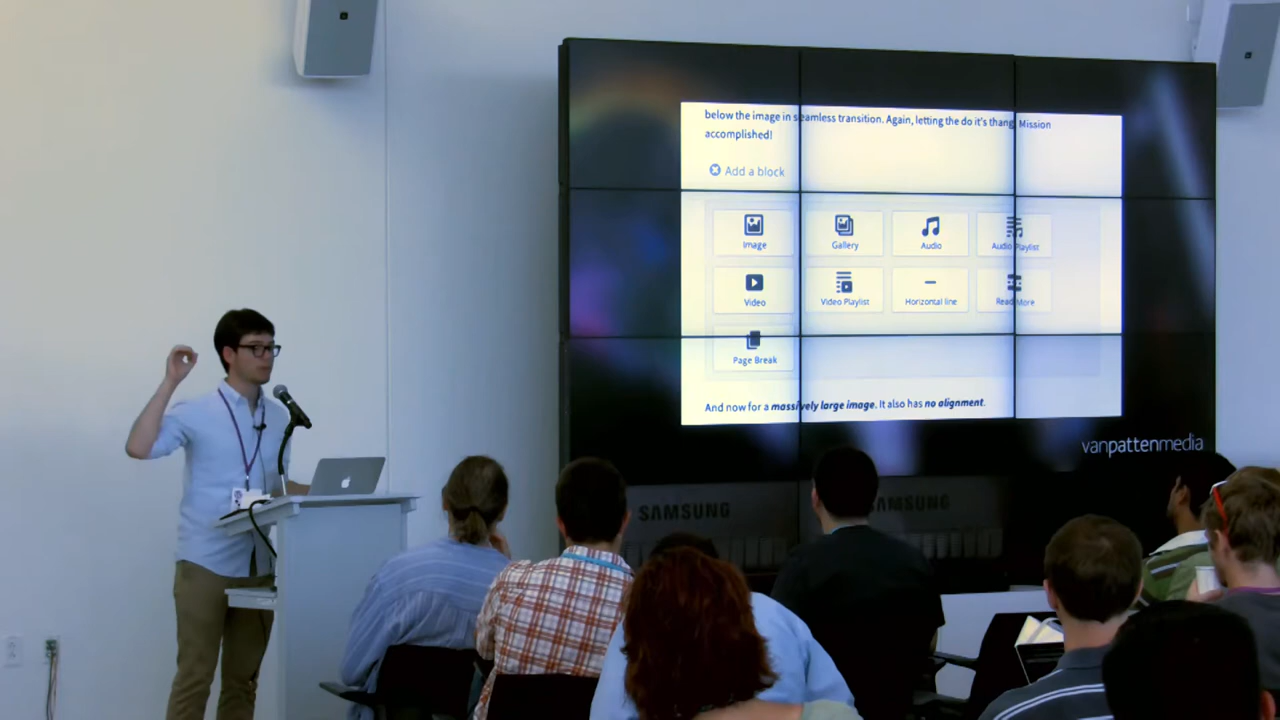 below the image in seamless transition. Again, letting the do it's thang. Mission
accomplished!
Add a block
Image
Gallery
Audio
Audio Playlist
Video
Video Playlist
Horizontal line
Read More
Page Break
And now for a massively large image. It also has no alignment.
vanpattenmedia
SAMSUNG
SAMSUNG